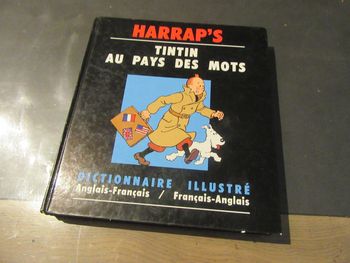 HARRAP'S
TINTIN
AU PAYS DES MOTS
DICTIONNAIRE ILLUSTRÉ
Anglais-Français / Français-Anglais